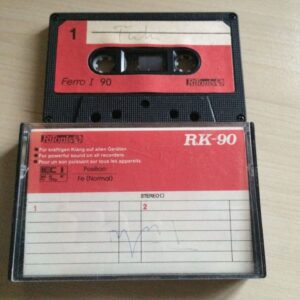 1
Ferro I 90
RK-90
• Für kräftigen Klang auf allen Geräten
• For powerful sound on all recorders
• Pour un son puissant sur tous les appareils.
Position:
Fe (Normal)
STEREO
1
2